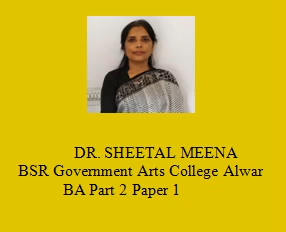 DR. SHEETAL MEENA
BSR Government Arts College Alwar
BA Part 2 Paper 1